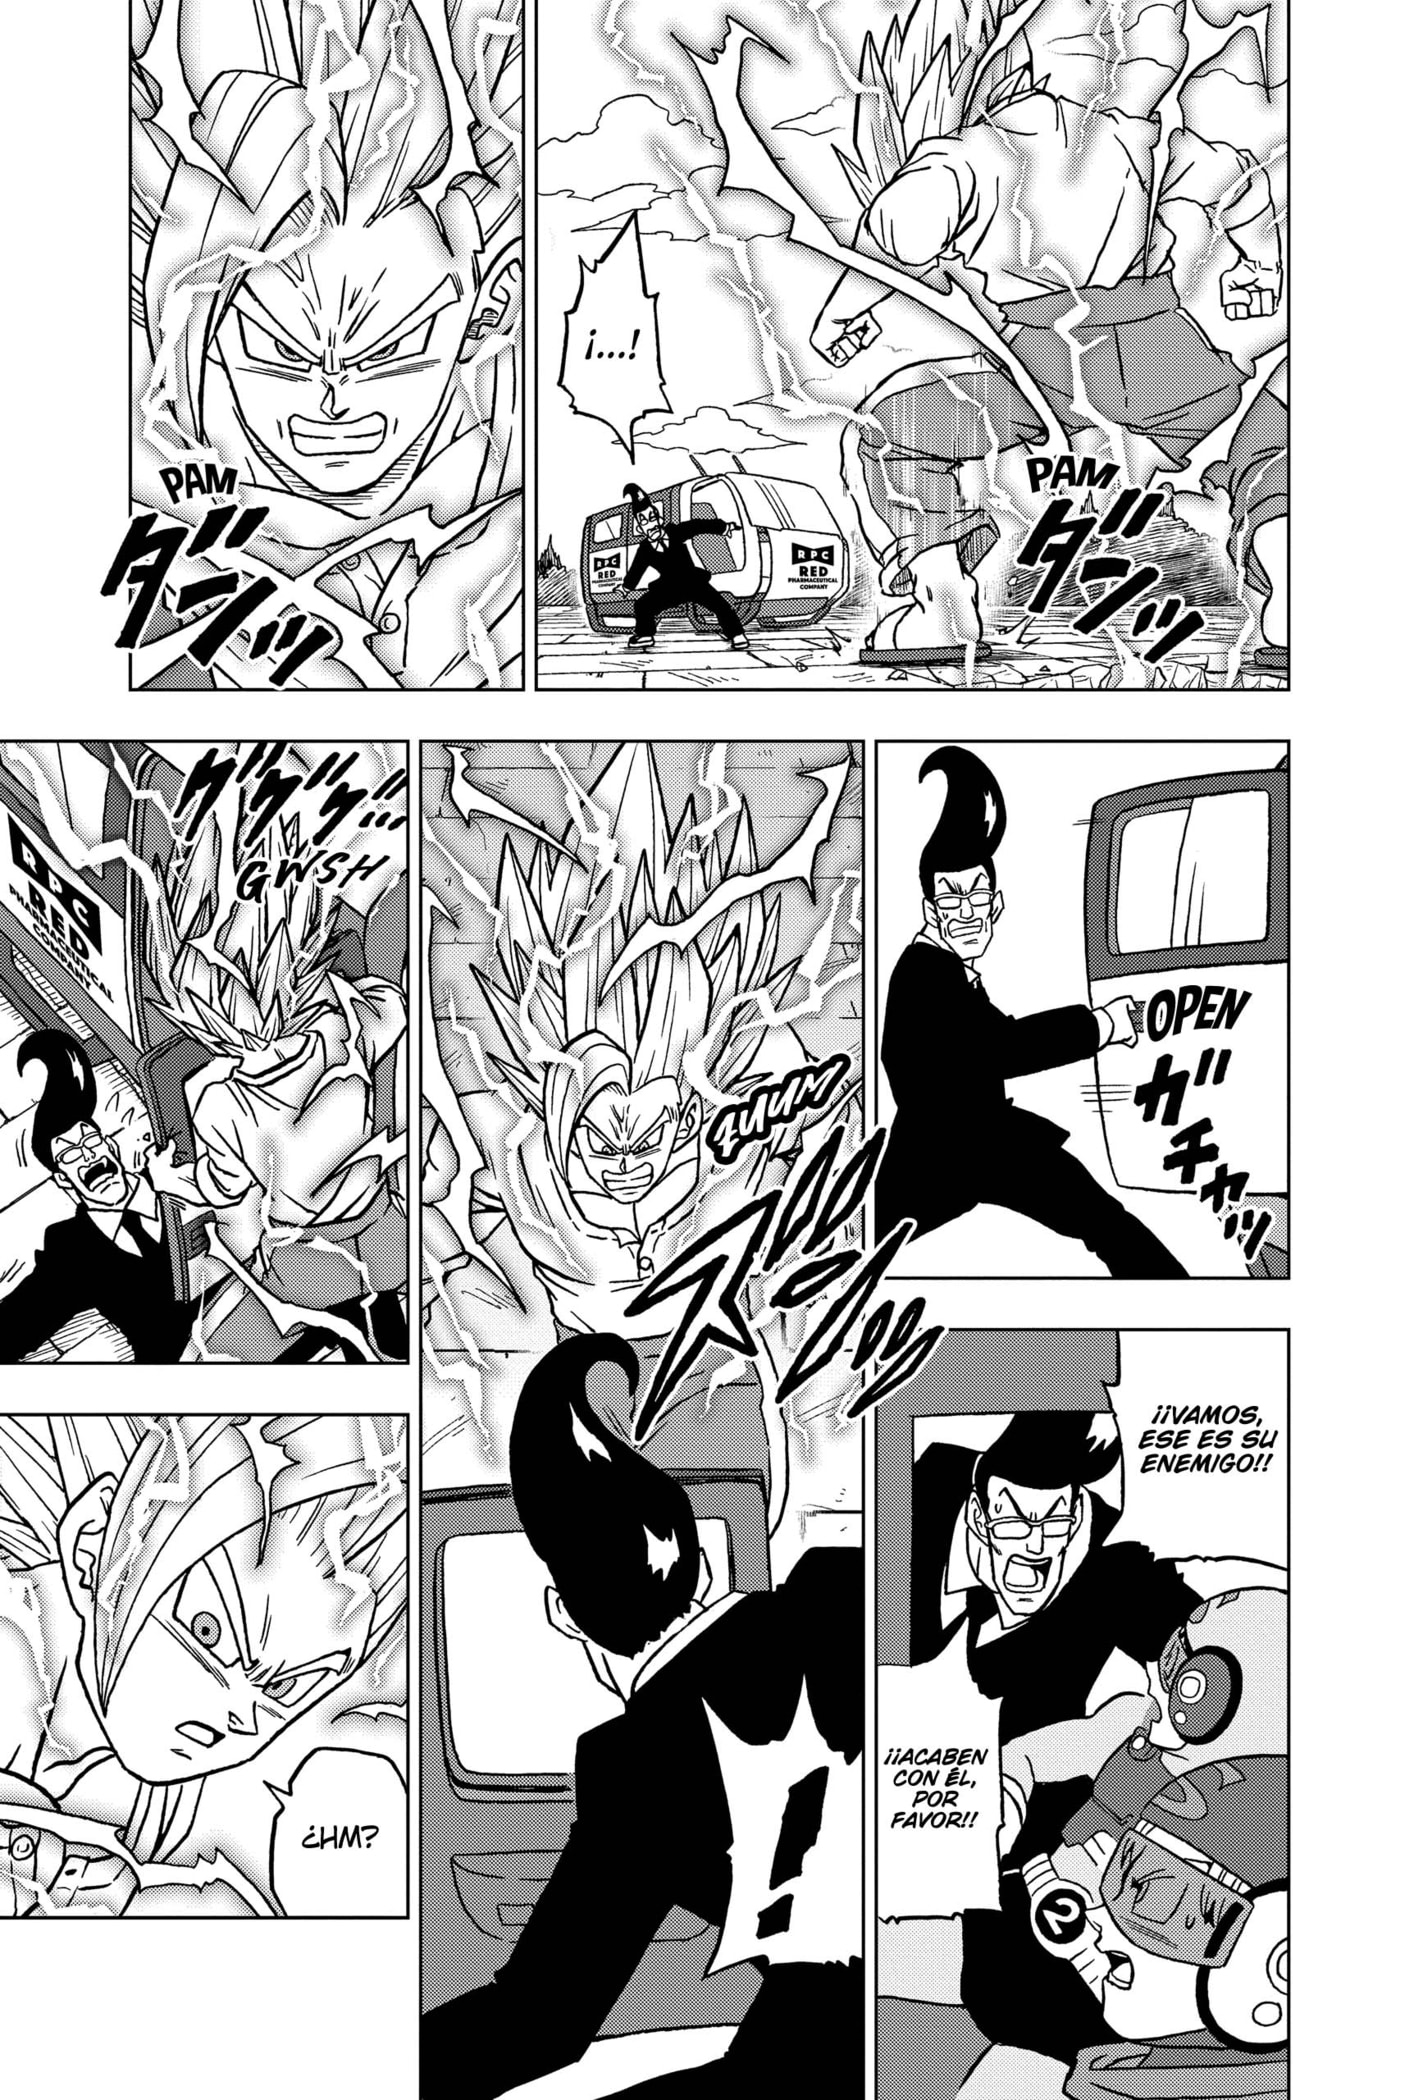 ¡...!
RPC
RED
PHARMACEUTICAL
COMPANY
PAM
ダンッ
PAM
ダンッ
OPEN
ガチャッ
¡¡VAMOS,
ESE ES SU
ENEMIGO!!
¡¡ACABEN
CON ÉL,
POR
FAVOR!!
2
ZUUM
!
ググググ…
GWSH
RPC
RED
PHARMACEUTICAL
COMPANY
¿HM?